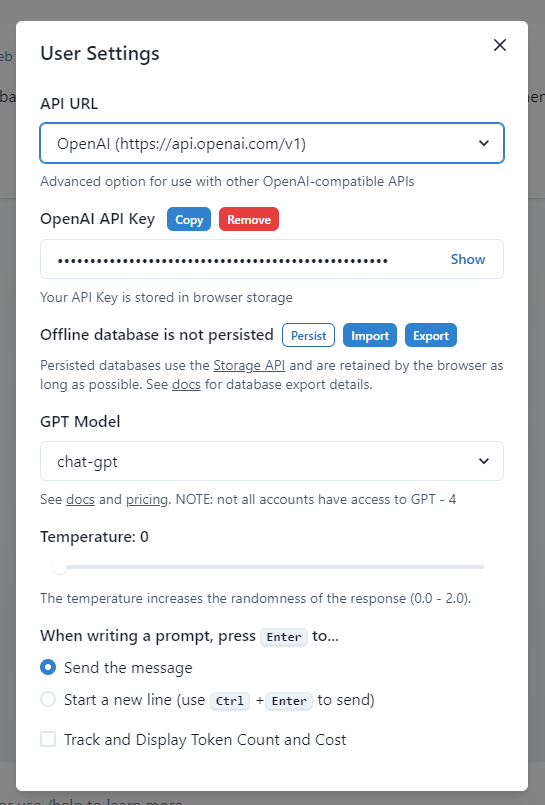 User Settings
API URL
OpenAI (https://api.openai.com/v1)
Advanced option for use with other OpenAI-compatible APIs
OpenAI API Key Copy Remove
•••••••••••••••••••••••••••••••••••••••••••••••••••• Show
Your API Key is stored in browser storage
Offline database is not persisted Persist Import Export
Persisted databases use the Storage API and are retained by the browser as
long as possible. See docs for database export details.
GPT Model
chat-gpt
See docs and pricing. NOTE: not all accounts have access to GPT - 4
Temperature: 0
The temperature increases the randomness of the response (0.0 - 2.0).
When writing a prompt, press Enter to...
Send the message
Start a new line (use Ctrl + Enter to send)
Track and Display Token Count and Cost